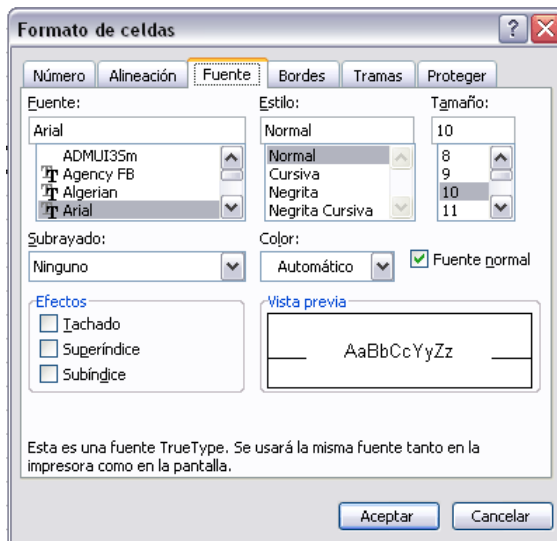 Formato de celdas
Número Alineación Fuente Bordes Tramas Proteger
Fuente: Estilo: Tamaño:
Arial Normal 10
ADMUI3Sm Normal 8
Agency FB Cursiva 9
Algerian Negrita 10
Arial Negrita Cursiva 11
Subrayado: Color:
Ninguno Automático Fuente normal
Efectos Vista previa
Tachado
Superíndice AaBbCcYyZz
Subíndice
Esta es una fuente TrueType. Se usará la misma fuente tanto en la
impresora como en la pantalla.
Aceptar Cancelar